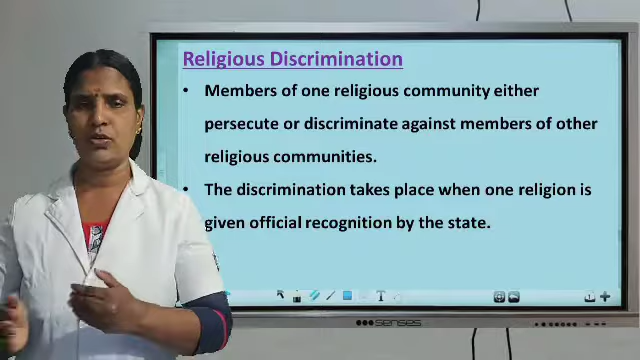 Religious Discrimination
• Members of one religious community either
persecute or discriminate against members of other
religious communities.
• The discrimination takes place when one religion is
given official recognition by the state.
senses